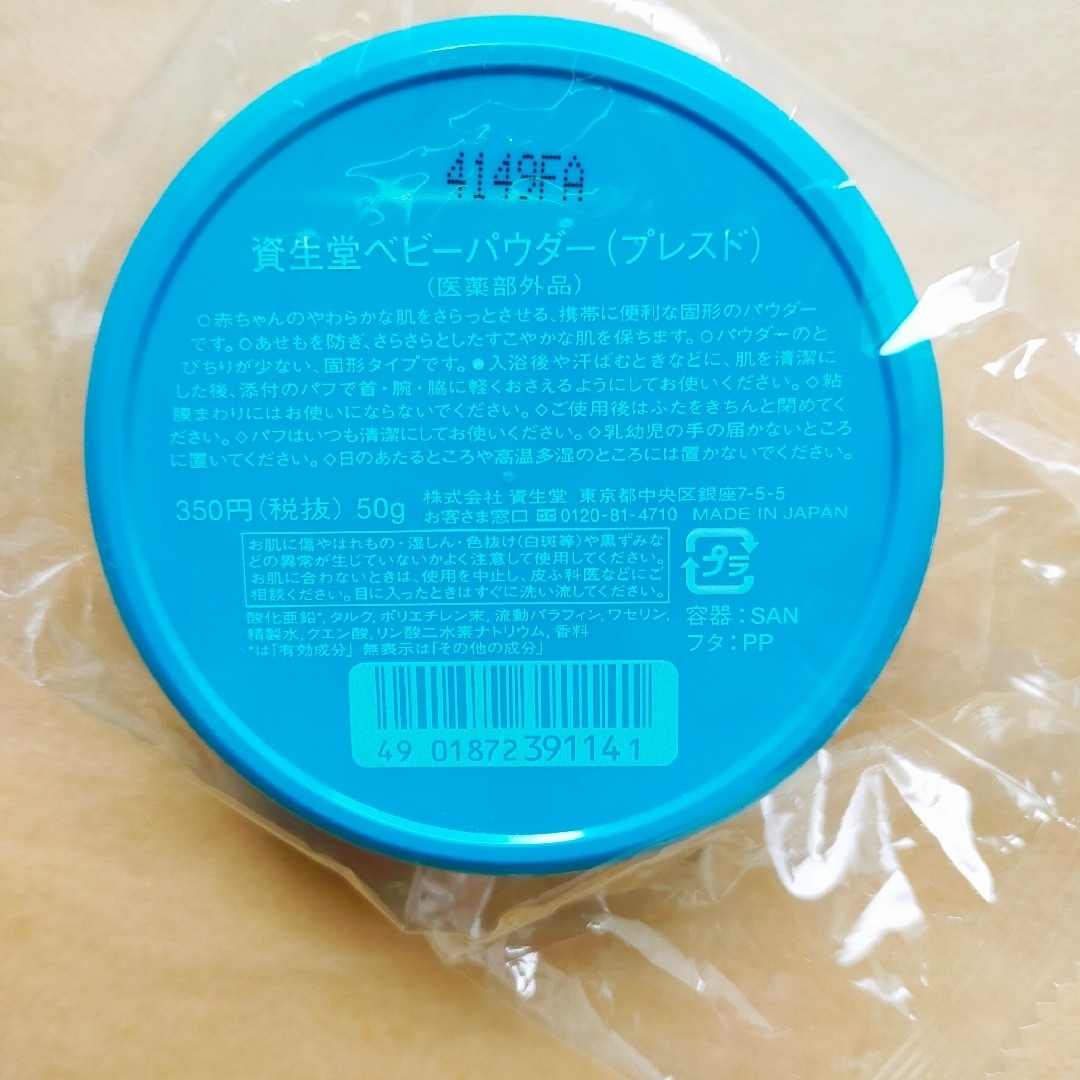 4149FA
資生堂ベビーパウダー(プレスド)
(医薬部外品)
○赤ちゃんのやわらかな肌をさらっとさせる、携帯に便利な固形のパウダー
です。○あせもを防ぎ、さらさらとしたすこやかな肌を保ちます。○パウダーのと
びちりが少ない、固形タイプです。●入浴後や汗ばむときなどに、肌を清潔に
した後、添付のパフで首・腕・脇に軽くおさえるようにしてお使いください。◇粘
膜まわりにはお使いにならないでください。◇ご使用後はふたをきちんと閉めてく
ださい。◇パフはいつも清潔にしてお使いください。◇乳幼児の手の届かないところ
に置いてください。◇日のあたるところや高温多湿のところには置かないでください。
350円(税抜) 50g
株式会社 資生堂 東京都中央区銀座7-5-5
お客さま窓口 0120-81-4710 MADE IN JAPAN
お肌に傷やはれもの・湿しん・色抜け(白斑等)や黒ずみな
どの異常が生じていないかよく注意して使用してください。
お肌に合わないときは、使用を中止し、皮ふ科医などにご
相談ください。目に入ったときはすぐに洗い流してください。
プラ
容器:SAN
フタ:PP
酸化亜鉛*, タルク, ポリエチレン末, 流動パラフィン, ワセリン,
精製水, クエン酸, リン酸二水素ナトリウム, 香料
*は「有効成分」 無表示は「その他の成分」
49 01872 391141